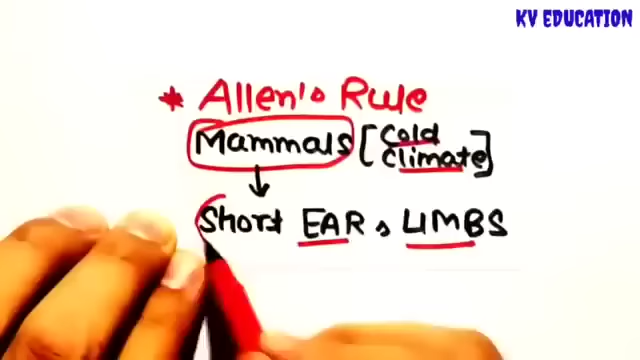 KV EDUCATION
* Allen's Rule
Mammals [Cold
Climate]
↓
Short EAR, LIMBS